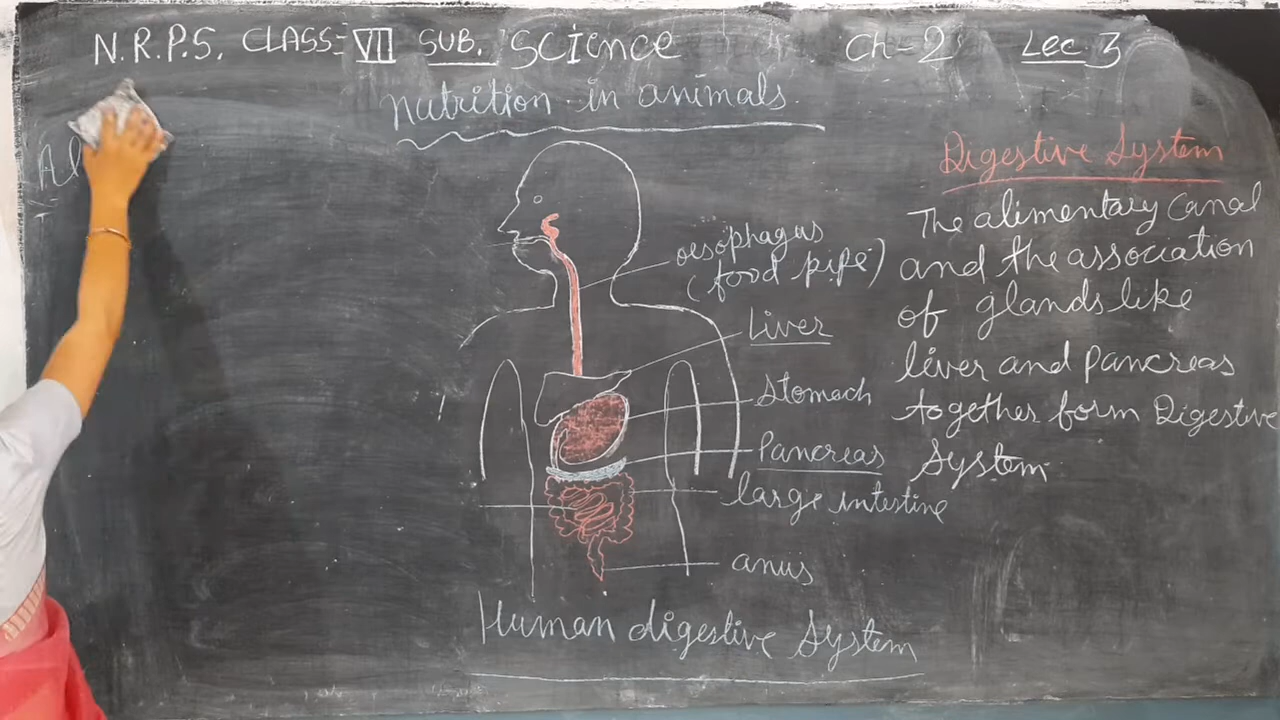 N.R.P.S. CLASS- VII SUB. Science Ch-2 Lec 3
Nutrition in animals.
Al
Digestive System
The alimentary canal
and the association
of glands like
liver and Pancreas
together form Digestive
System
oesophagus
(food pipe)
Liver
Stomach
Pancreas
large intestine
anus
Human digestive System